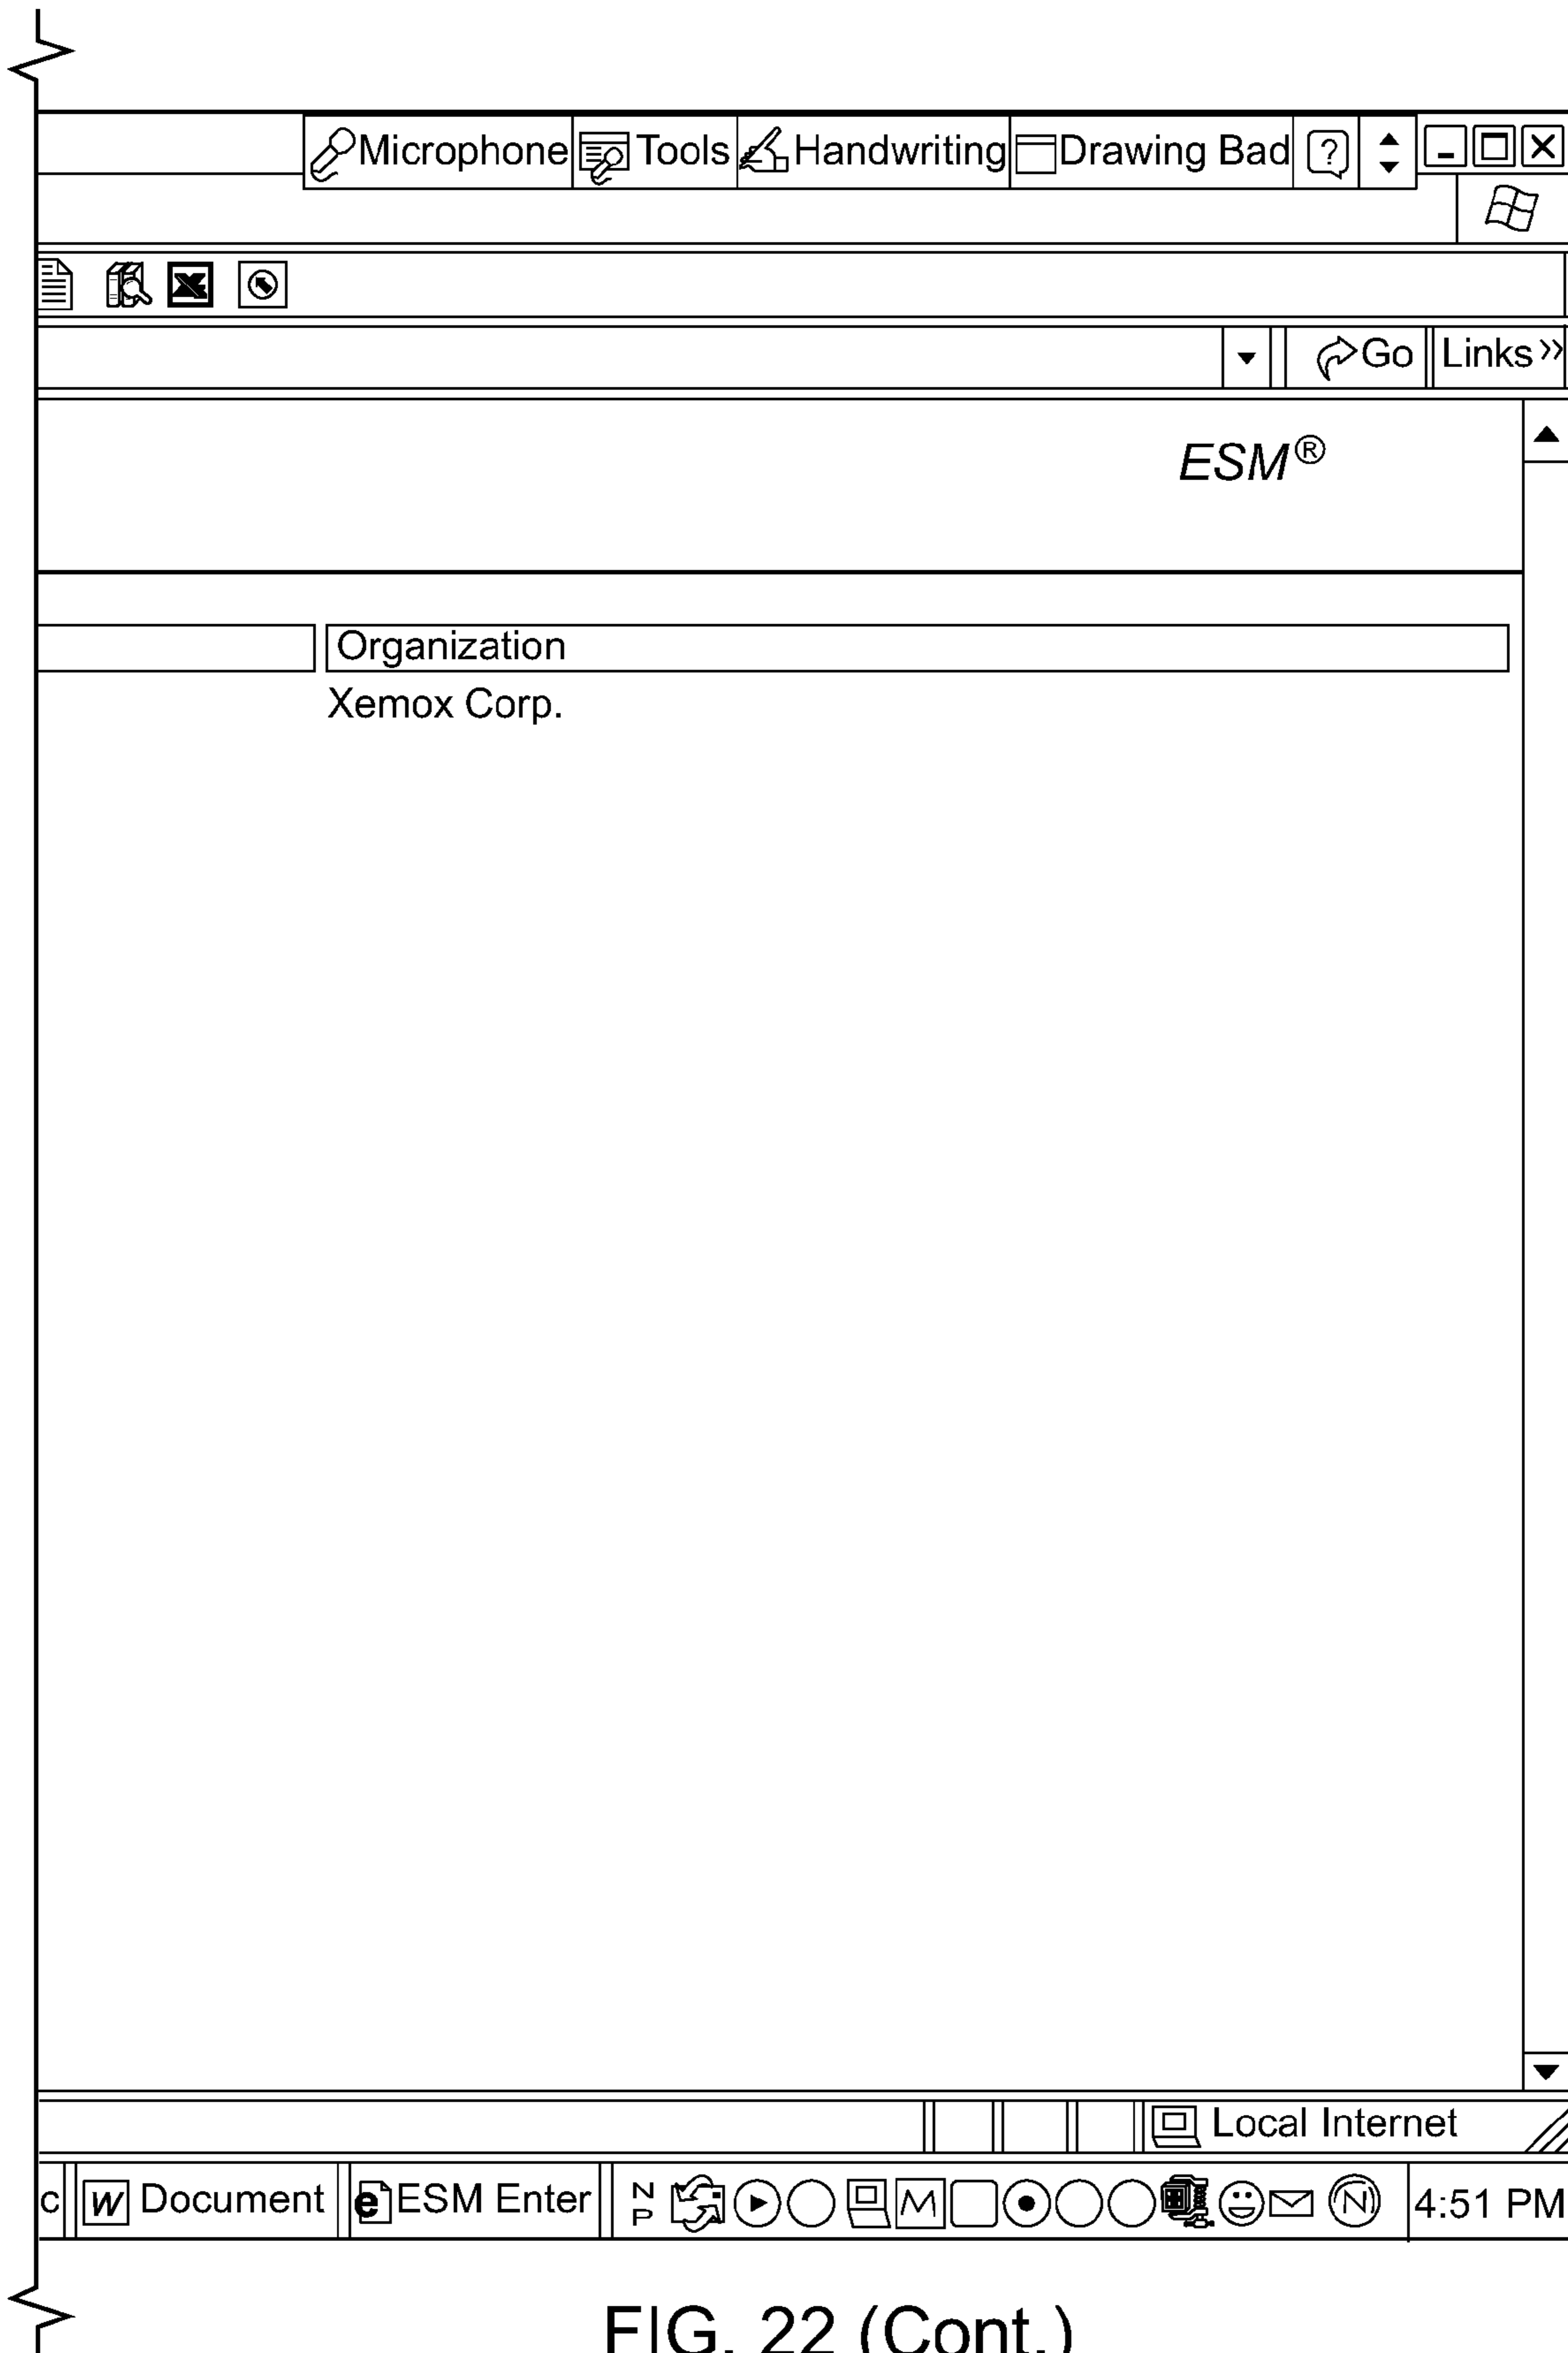 Microphone Tools Handwriting Drawing Bad ?
Go Links »
ESM®
Organization
Xemox Corp.
Local Internet
c W Document e ESM Enter N P M N 4:51 PM
FIG. 22 (Cont.)